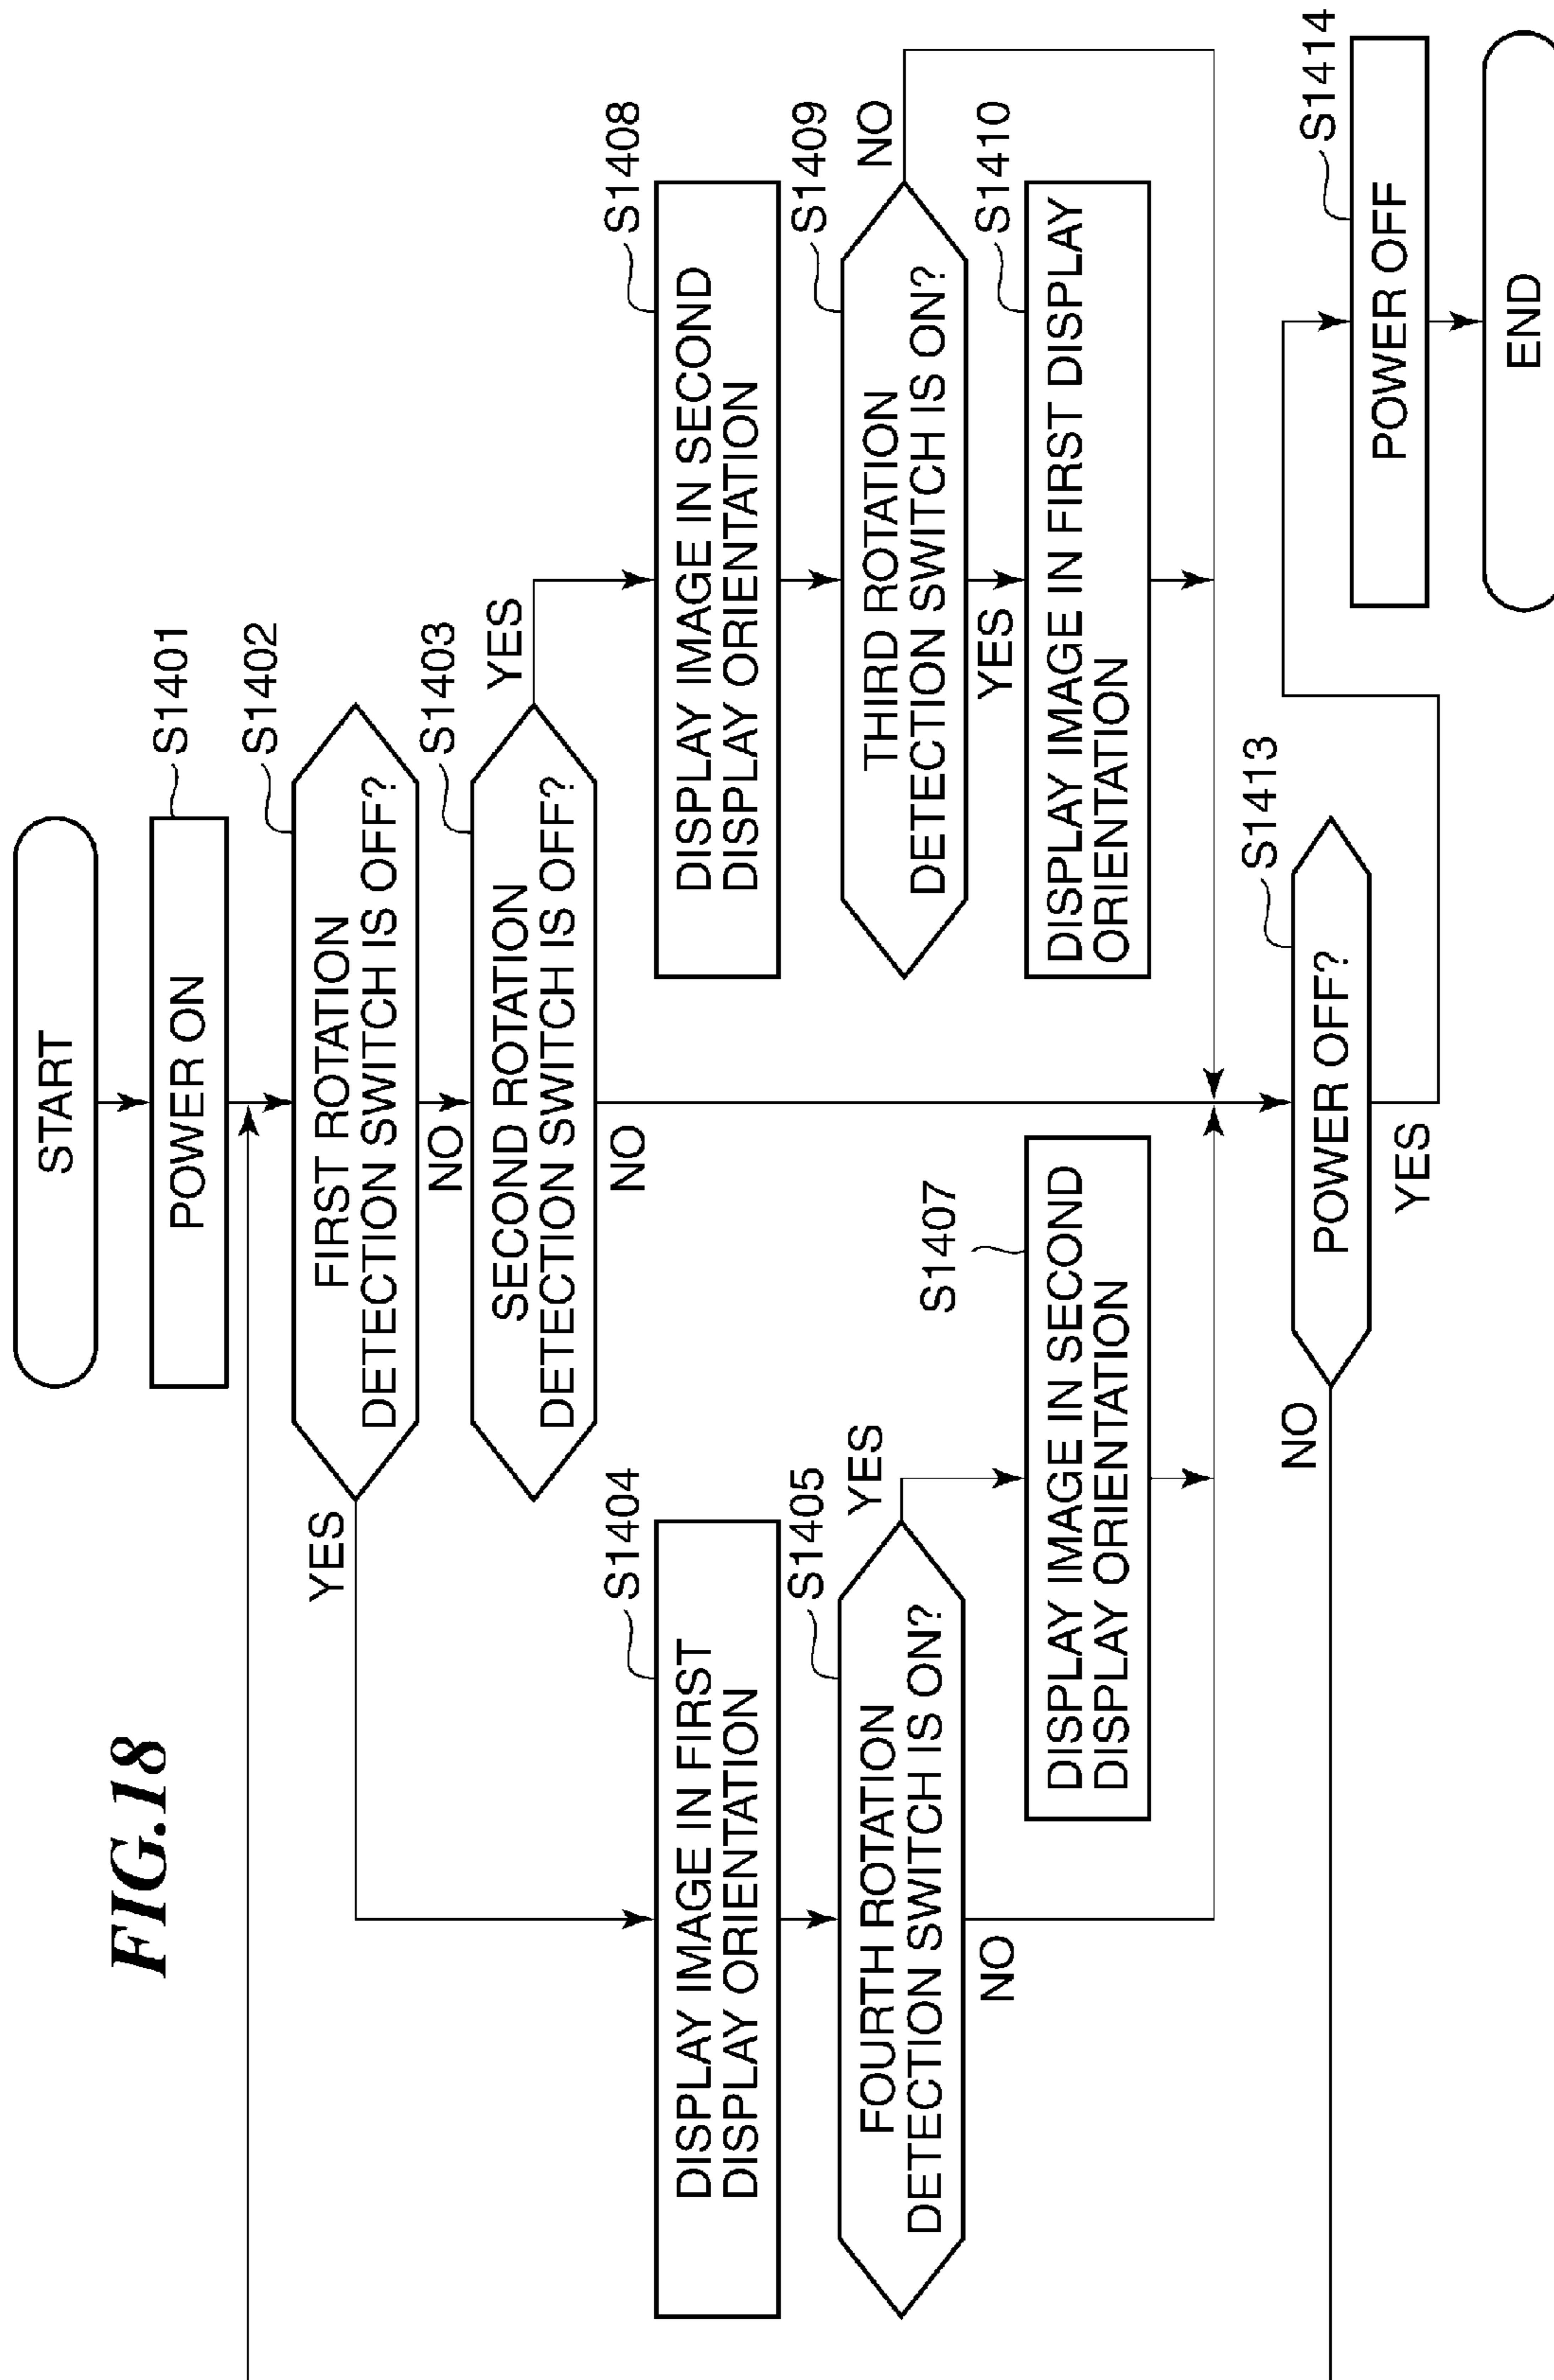 FIG.18
START
POWER ON
S1401
FIRST ROTATION
DETECTION SWITCH IS OFF?
S1402
YES
NO
SECOND ROTATION
DETECTION SWITCH IS OFF?
S1403
YES
NO
DISPLAY IMAGE IN FIRST
DISPLAY ORIENTATION
S1404
FOURTH ROTATION
DETECTION SWITCH IS ON?
S1405
YES
NO
DISPLAY IMAGE IN SECOND
DISPLAY ORIENTATION
S1407
DISPLAY IMAGE IN SECOND
DISPLAY ORIENTATION
S1408
THIRD ROTATION
DETECTION SWITCH IS ON?
S1409
NO
YES
DISPLAY IMAGE IN FIRST DISPLAY
ORIENTATION
S1410
POWER OFF?
S1413
NO
YES
POWER OFF
S1414
END